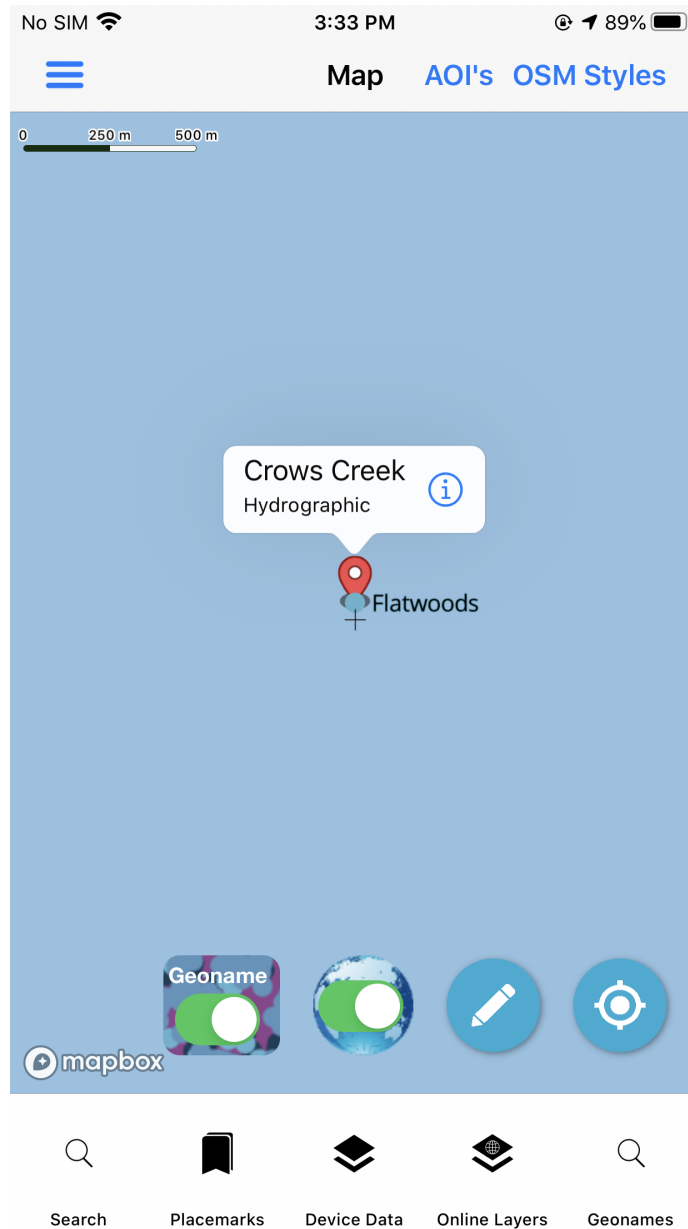 No SIM 3:33 PM 89%
Map AOI's OSM Styles
0 250 m 500 m
Crows Creek
Hydrographic
Flatwoods
Geoname
mapbox
Search Placemarks Device Data Online Layers Geonames